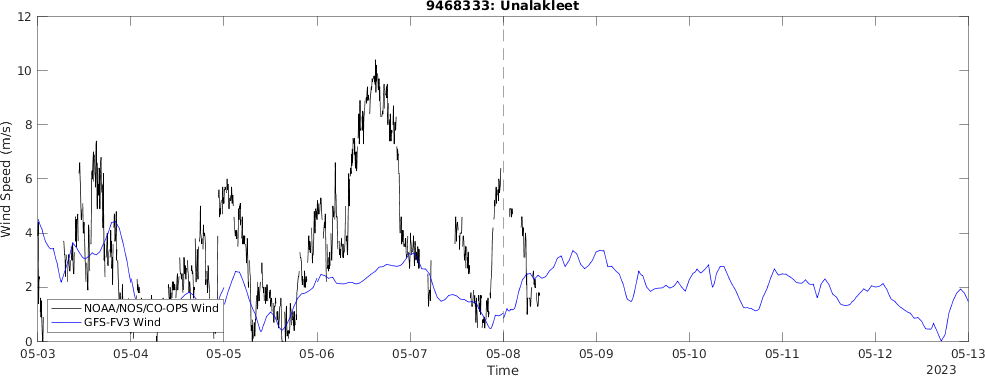 9468333: Unalakleet
Wind Speed (m/s)
12
10
8
6
4
2
0
NOAA/NOS/CO-OPS Wind
GFS-FV3 Wind
05-03 05-04 05-05 05-06 05-07 05-08 05-09 05-10 05-11 05-12 05-13
Time
2023